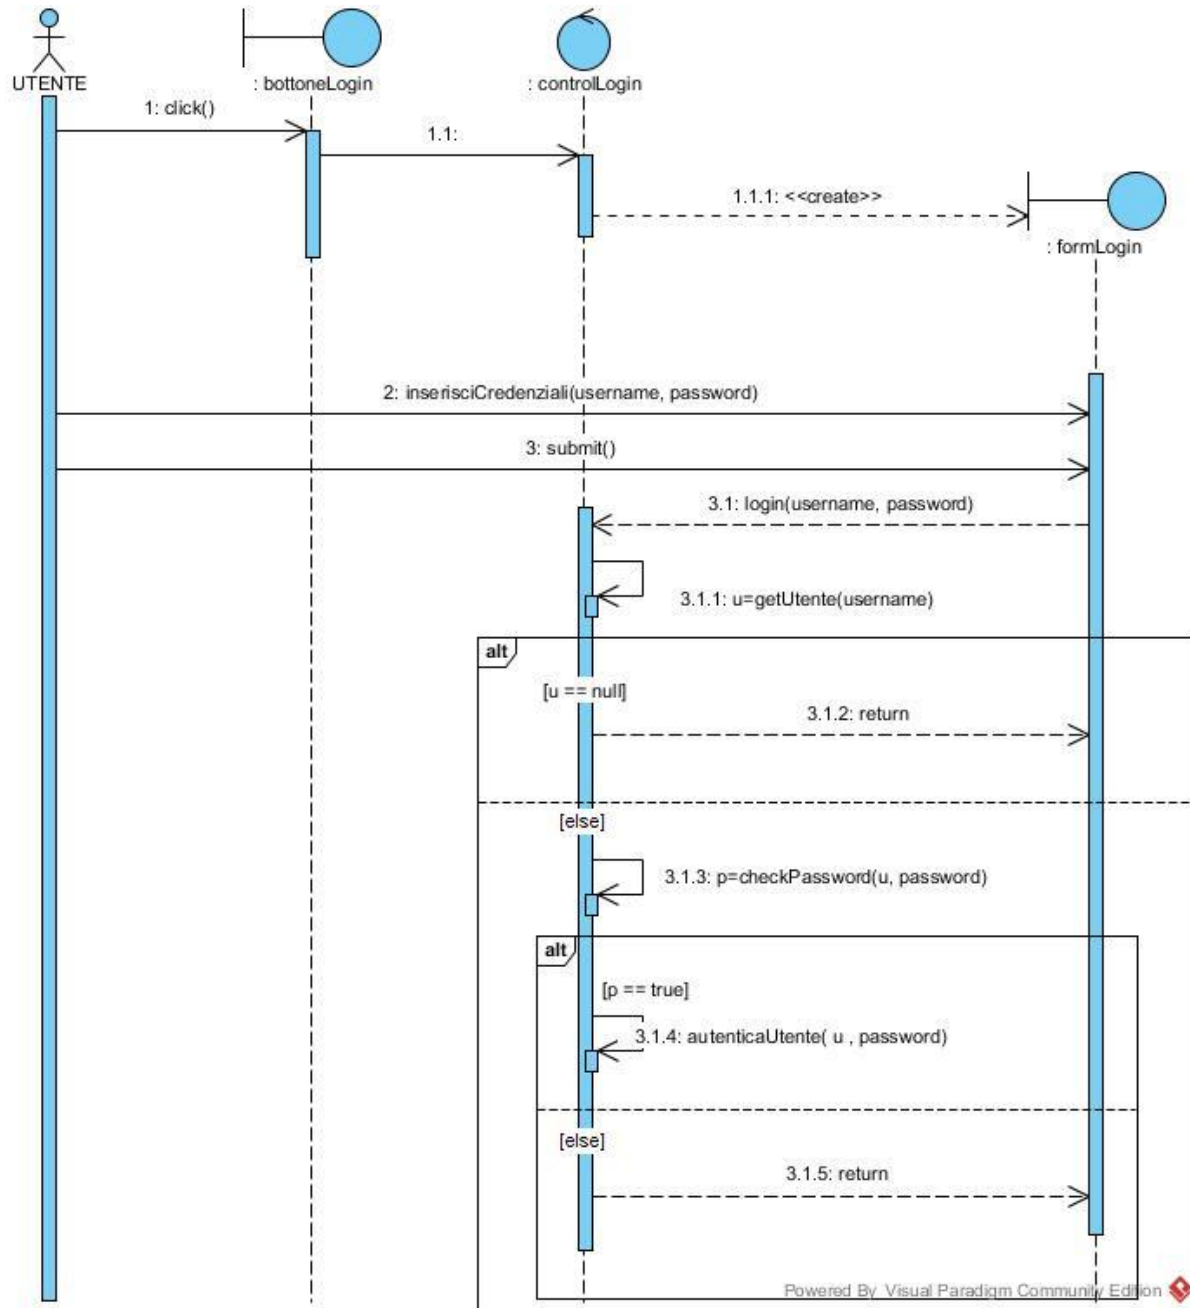 UTENTE
: bottoneLogin
: controlLogin
1: click()
1.1:
1.1.1: <<create>>
: formLogin
2: inserisciCredenziali(username, password)
3: submit()
3.1: login(username, password)
3.1.1: u=getUtente(username)
alt
[u == null]
3.1.2: return
[else]
3.1.3: p=checkPassword(u, password)
alt
[p == true]
3.1.4: autenticaUtente( u , password)
[else]
3.1.5: return
Powered By Visual Paradigm Community Edition